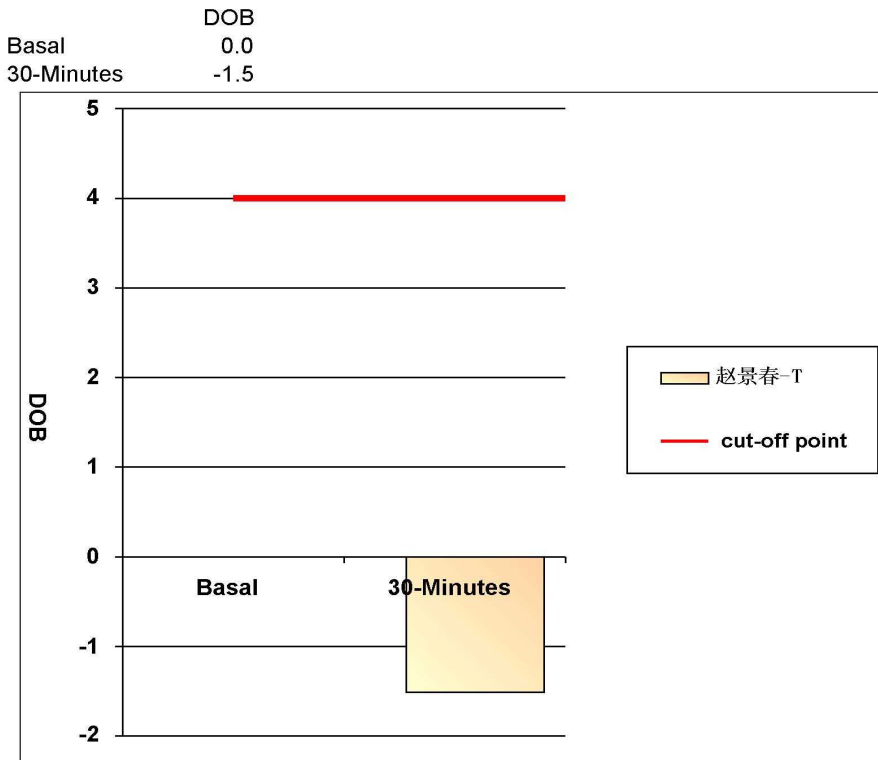 DOB
Basal 0.0
30-Minutes -1.5
5
4
3
2
1
0
-1
-2
DOB
Basal 30-Minutes
赵景春-T
cut-off point